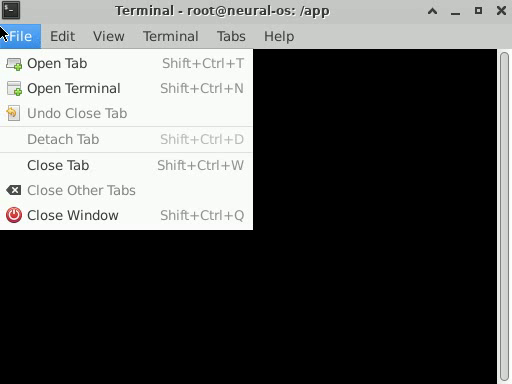 Terminal - root@neural-os: /app
File Edit View Terminal Tabs Help
Open Tab Shift+Ctrl+T
Open Terminal Shift+Ctrl+N
Undo Close Tab
Detach Tab Shift+Ctrl+D
Close Tab Shift+Ctrl+W
Close Other Tabs
Close Window Shift+Ctrl+Q